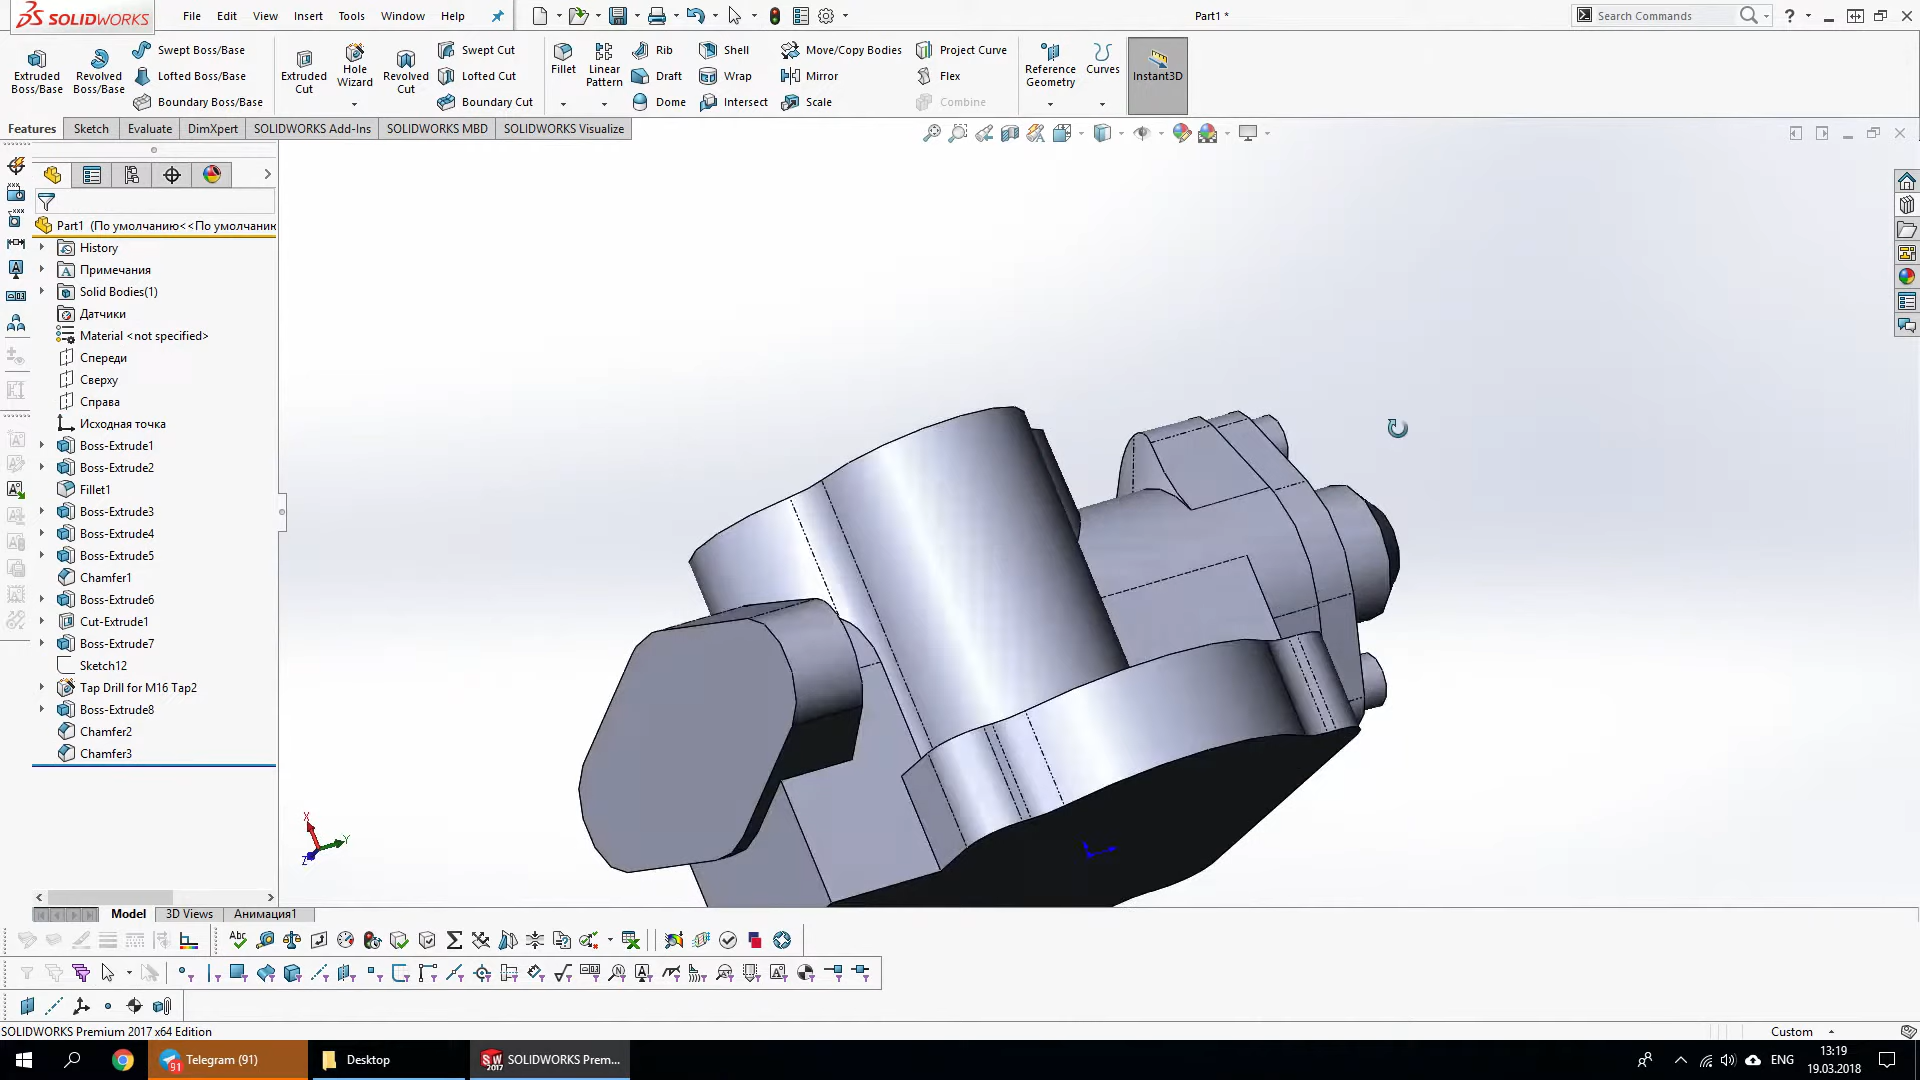 SOLIDWORKS
File Edit View Insert Tools Window Help
Part1 *
Search Commands
Extruded Boss/Base
Revolved Boss/Base
Swept Boss/Base
Lofted Boss/Base
Boundary Boss/Base
Extruded Cut
Hole Wizard
Revolved Cut
Swept Cut
Lofted Cut
Boundary Cut
Fillet
Linear Pattern
Rib
Draft
Dome
Shell
Wrap
Intersect
Move/Copy Bodies
Mirror
Scale
Project Curve
Flex
Combine
Reference Geometry
Curves
Instant3D
Features Sketch Evaluate DimXpert SOLIDWORKS Add-Ins SOLIDWORKS MBD SOLIDWORKS Visualize
Part1 (По умолчанию<<По умолчанию
History
Примечания
Solid Bodies(1)
Датчики
Material <not specified>
Спереди
Сверху
Справа
Исходная точка
Boss-Extrude1
Boss-Extrude2
Fillet1
Boss-Extrude3
Boss-Extrude4
Boss-Extrude5
Chamfer1
Boss-Extrude6
Cut-Extrude1
Boss-Extrude7
Sketch12
Tap Drill for M16 Tap2
Boss-Extrude8
Chamfer2
Chamfer3
X
Y
Z
Model 3D Views Анимация1
SOLIDWORKS Premium 2017 x64 Edition
Custom
Telegram (91)
Desktop
SOLIDWORKS Prem...
ENG
13:19
19.03.2018